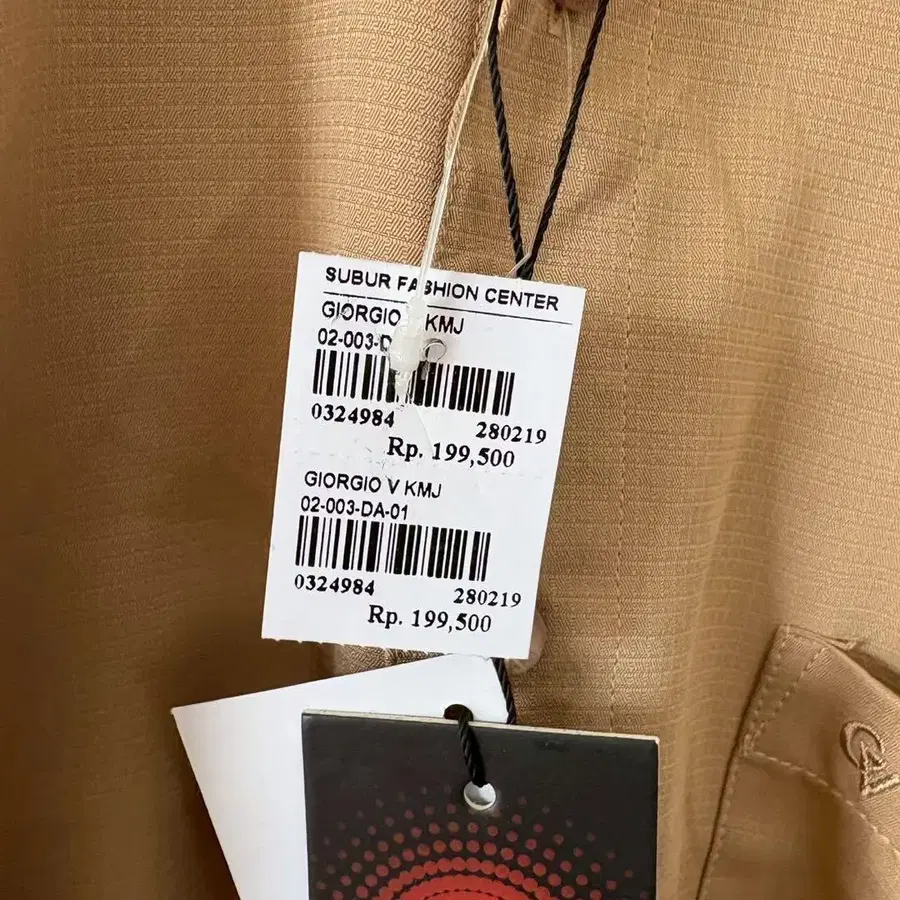 SUBUR FASHION CENTER
GIORGIO V KMJ
02-003-D
0324984
280219
Rp. 199,500
GIORGIO V KMJ
02-003-DA-01
0324984
280219
Rp. 199,500